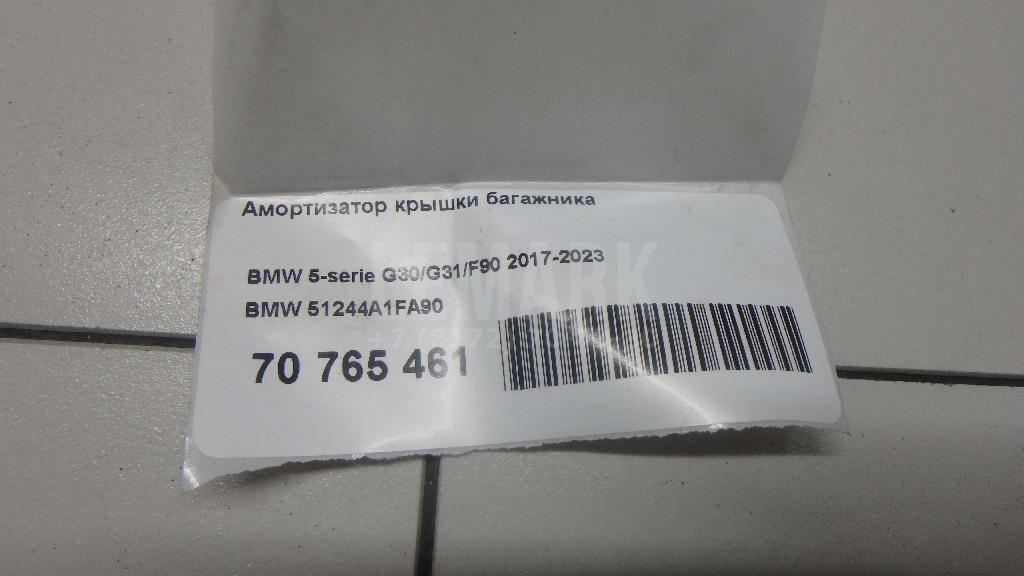 Амортизатор крышки багажника
BMW 5-serie G30/G31/F90 2017-2023
BMW 51244A1FA90
70 765 461